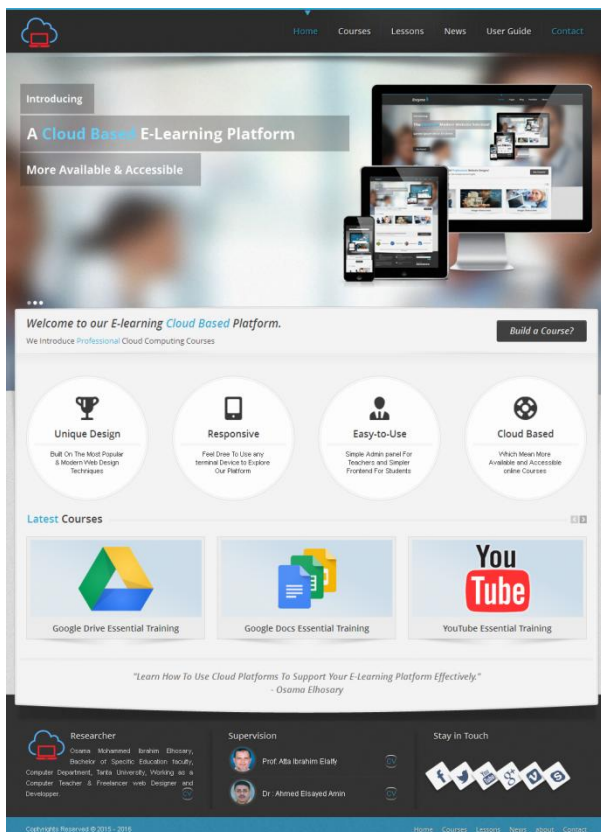 Home Courses Lessons News User Guide Contact
Introducing
A Cloud Based E-Learning Platform
More Available & Accessible
Welcome to our E-learning Cloud Based Platform.
We Introduce Professional Cloud Computing Courses
Build a Course?
Unique Design
Built On The Most Popular
& Modern Web Design
Techniques
Responsive
Feel Dree To Use any
terminal Device to Explore
Our Platform
Easy-to-Use
Simple Admin panel For
Teachers and Simpler
Frontend For Students
Cloud Based
Which Mean More
Available and Accessible
online Courses
Latest Courses
You
Tube
Google Drive Essential Training
Google Docs Essential Training
YouTube Essential Training
"Learn How To Use Cloud Platforms To Support Your E-Learning Platform Effectively."
- Osama Elhosary
Researcher
Osama Mohammed Ibrahim Elhosary,
Bachelor of Specific Education faculty,
Computer Department, Tanta University, Working as a
Computer Teacher & Freelancer web Designer and
Developper.
CV
Supervision
Prof. Atta Ibrahim Elalfy
CV
Dr : Ahmed Elsayed Amin
CV
Stay in Touch
Copyrights Reserved © 2015 - 2016
Home Courses Lessons News about Contact